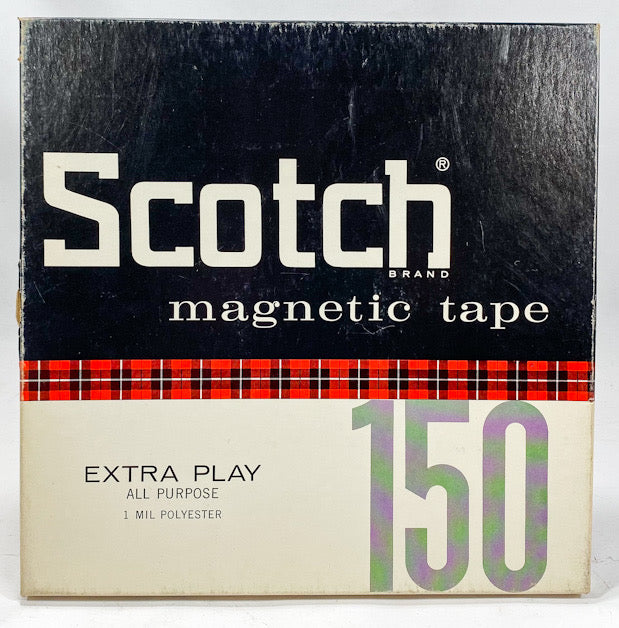 Scotch®
BRAND
magnetic tape
150
EXTRA PLAY
ALL PURPOSE
1 MIL POLYESTER